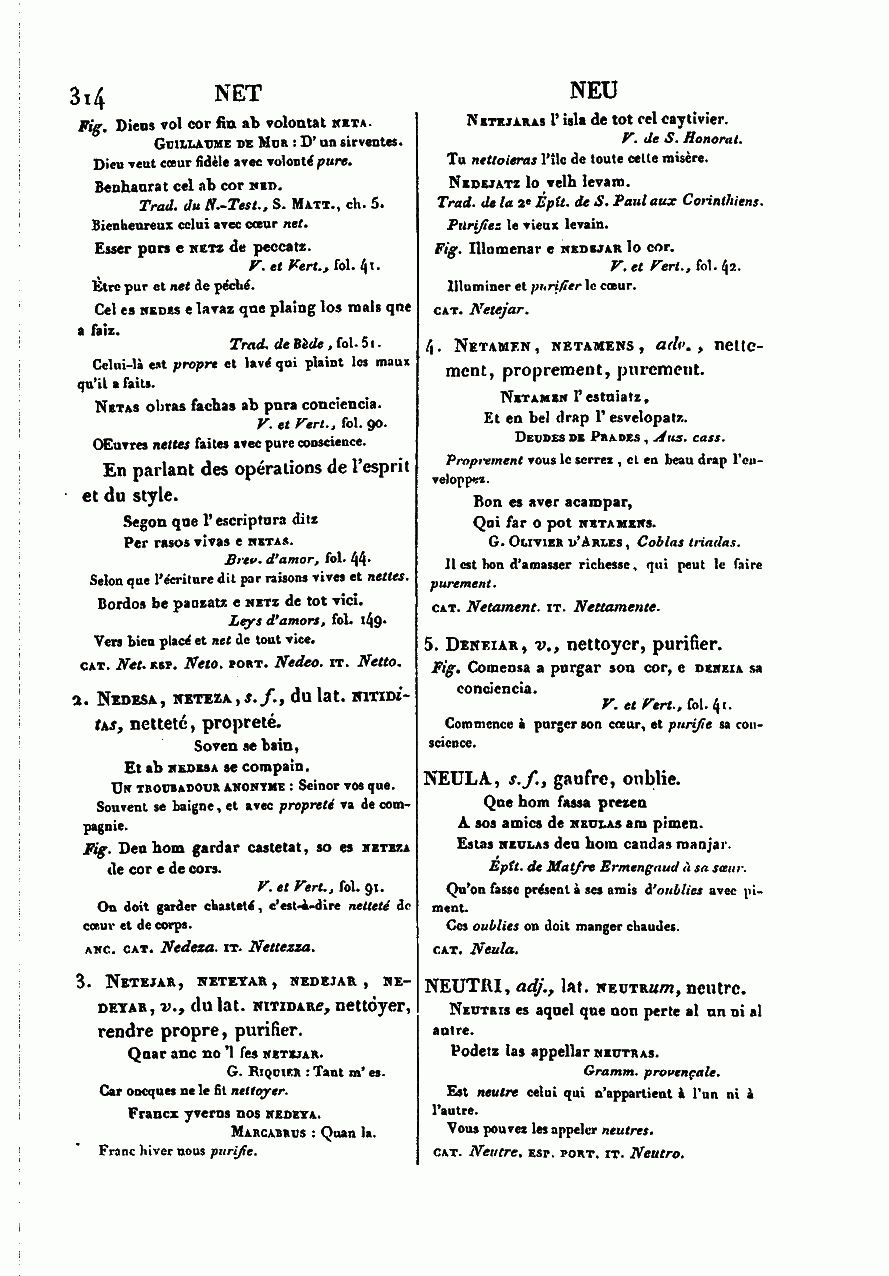 314 NET NEU
Fig. Dieus vol cor fin ab volontat NETA.
GUILLAUME DE MUR : D'un sirventes.
Dieu veut cœur fidèle avec volonté pure.
Benhaurat cel ab cor NED.
Trad. du N.-Test., S. MATT., ch. 5.
Bienheureux celui avec cœur net.
Esser purs e NETZ de peccatz.
V. et Vert., fol. 41.
Être pur et net de péché.
Cel es NEDES e lavaz que plaing los mals que
a faiz.
Trad. de Bède, fol. 51.
Celui-là est propre et lavé qui plaint les maux
qu'il a faits.
NETAS obras fachas ab pura conciencia.
V. et Vert., fol. 90.
OEuvres nettes faites avec pure conscience.
En parlant des opérations de l'esprit
et du style.
Segon que l'escriptura ditz
Per rasos vivas e NETAS.
Brev. d'amor, fol. 44.
Selon que l'écriture dit par raisons vives et nettes.
Bordos be pauzatz e NETZ de tot vici.
Leys d'amors, fol. 149.
Vers bien placé et net de tout vice.
CAT. Net. ESP. Neto. PORT. Nedeo. IT. Netto.
2. NEDESA, NETEZA, s. f., du lat. NITIDi-
tAS, netteté, propreté.
Soven se bain,
Et ab NEDESA se compain.
UN TROUBADOUR ANONYME : Seinor vos que.
Souvent se baigne, et avec propreté va de com-
pagnie.
Fig. Deu hom gardar castetat, so es NETEZA
de cor e de cors.
V. et Vert., fol. 91.
On doit garder chasteté, c'est-à-dire netteté de
cœur et de corps.
ANC. CAT. Nedeza. IT. Nettezza.
3. NETEJAR, NETEYAR, NEDEJAR, NE-
DEYAR, v., du lat. NITIDARe, nettoyer,
rendre propre, purifier.
Quar anc no 'l fes NETEJAR.
G. RIQUIER : Tant m'es.
Car oncques ne le fit nettoyer.
Francx yverns nos NEDEYA.
MARCABRUS : Quan la.
Franc hiver nous purifie.
NETEJARAS l'isla de tot cel caytivier.
V. de S. Honorat.
Tu nettoieras l'île de toute cette misère.
NEDEJATZ lo velh levam.
Trad. de la 2e Épît. de S. Paul aux Corinthiens.
Purifiez le vieux levain.
Fig. Illumenar e NEDEJAR lo cor.
V. et Vert., fol. 42.
Illuminer et purifier le cœur.
CAT. Netejar.
4. NETAMEN, NETAMENS, adv., nette-
ment, proprement, purement.
NETAMEN l'estuiatz,
Et en bel drap l'esvelopatz.
DEUDES DE PRADES, Aus. cass.
Proprement vous le serrez, et en beau drap l'en-
veloppez.
Bon es aver acampar,
Qui far o pot NETAMENS.
G. OLIVIER D'ARLES, Coblas triadas.
Il est bon d'amasser richesse, qui peut le faire
purement.
CAT. Netament. IT. Nettamente.
5. DENEIAR, v., nettoyer, purifier.
Fig. Comensa a purgar son cor, e DENEIA sa
conciencia.
V. et Vert., fol. 41.
Commence à purger son cœur, et purifie sa con-
science.
NEULA, s. f., gaufre, oublie.
Que hom fassa prezen
A sos amics de NEULAS am pimen.
Estas NEULAS deu hom caudas manjar.
Épît. de Matfre Ermengaud à sa sœur.
Qu'on fasse présent à ses amis d'oublies avec pi-
ment.
Ces oublies on doit manger chaudes.
CAT. Neula.
NEUTRI, adj., lat. NEUTRum, neutre.
NEUTRIS es aquel que non perte al un ni al
autre.
Podetz las appellar NEUTRAS.
Gramm. provençale.
Est neutre celui qui n'appartient à l'un ni à
l'autre.
Vous pouvez les appeler neutres.
CAT. Neutre. ESP. PORT. IT. Neutro.